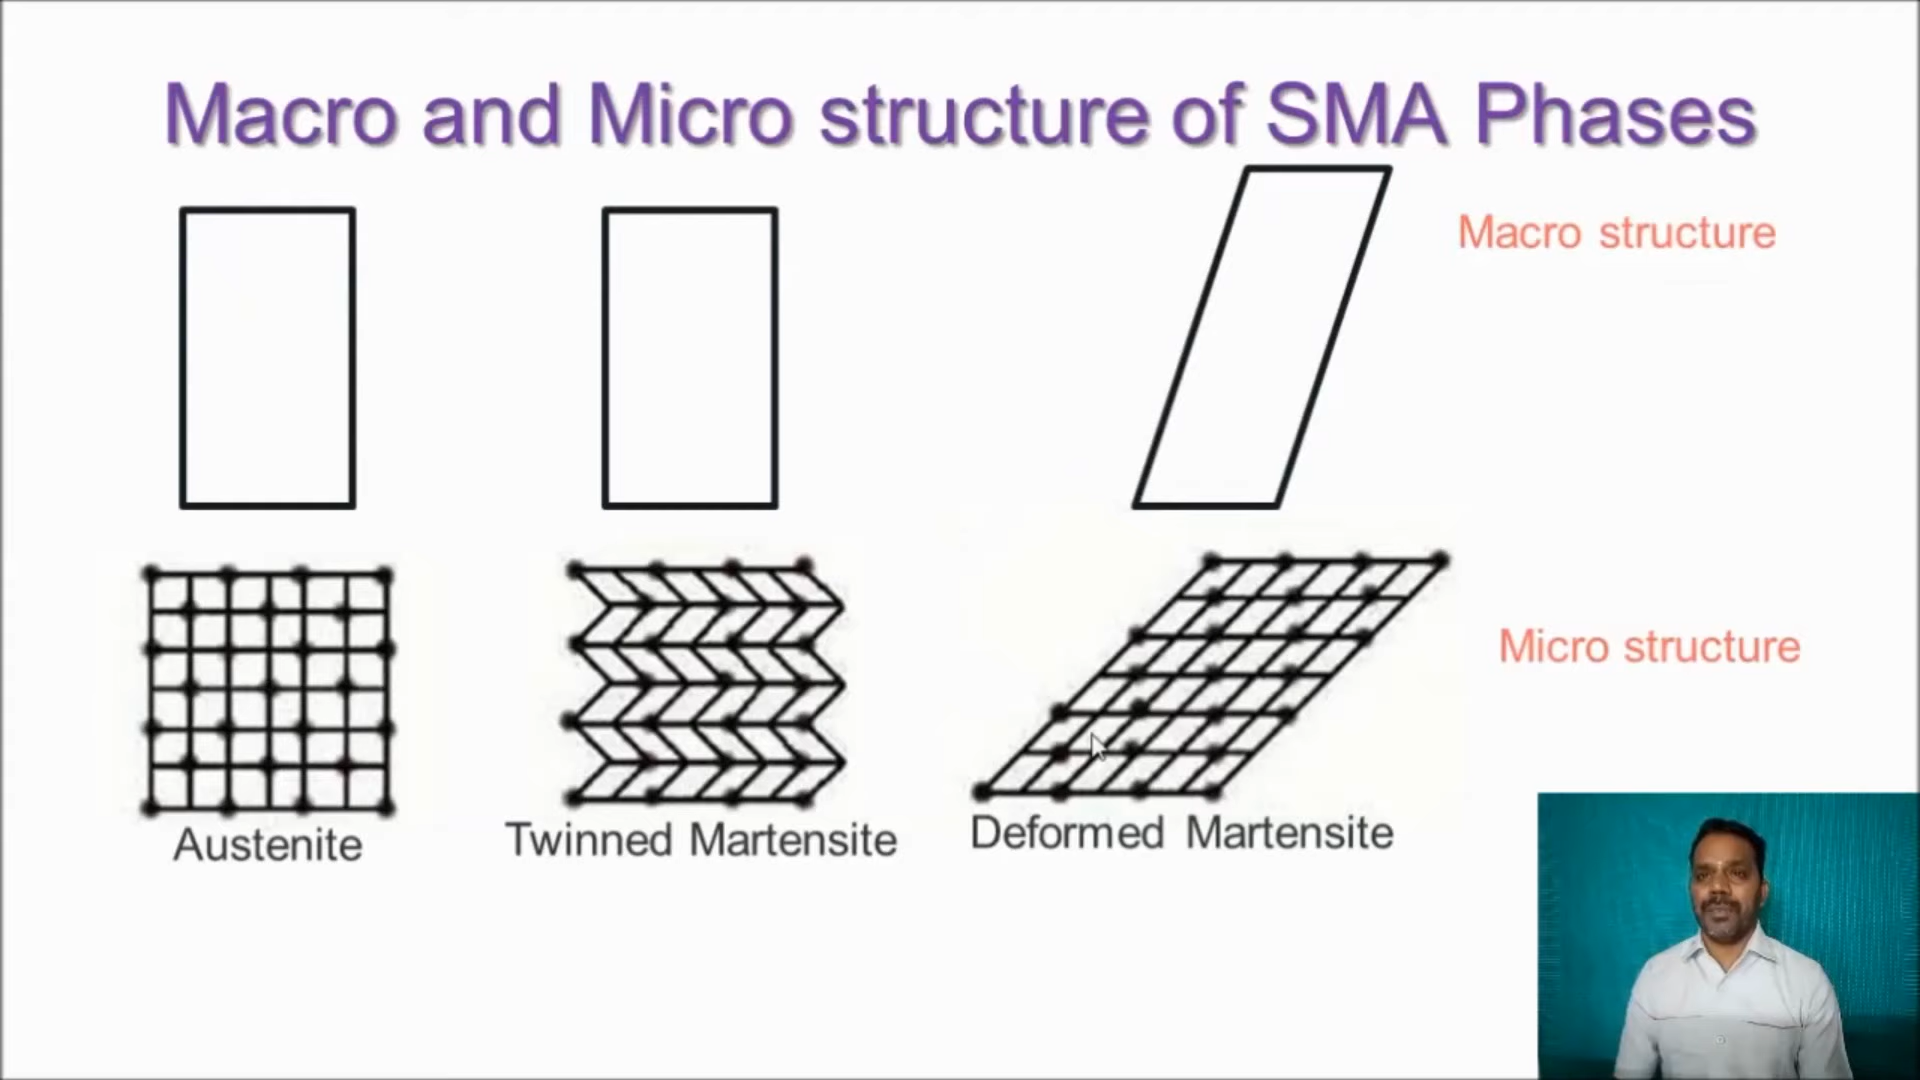 Macro and Micro structure of SMA Phases
Macro structure
Micro structure
Austenite
Twinned Martensite
Deformed Martensite